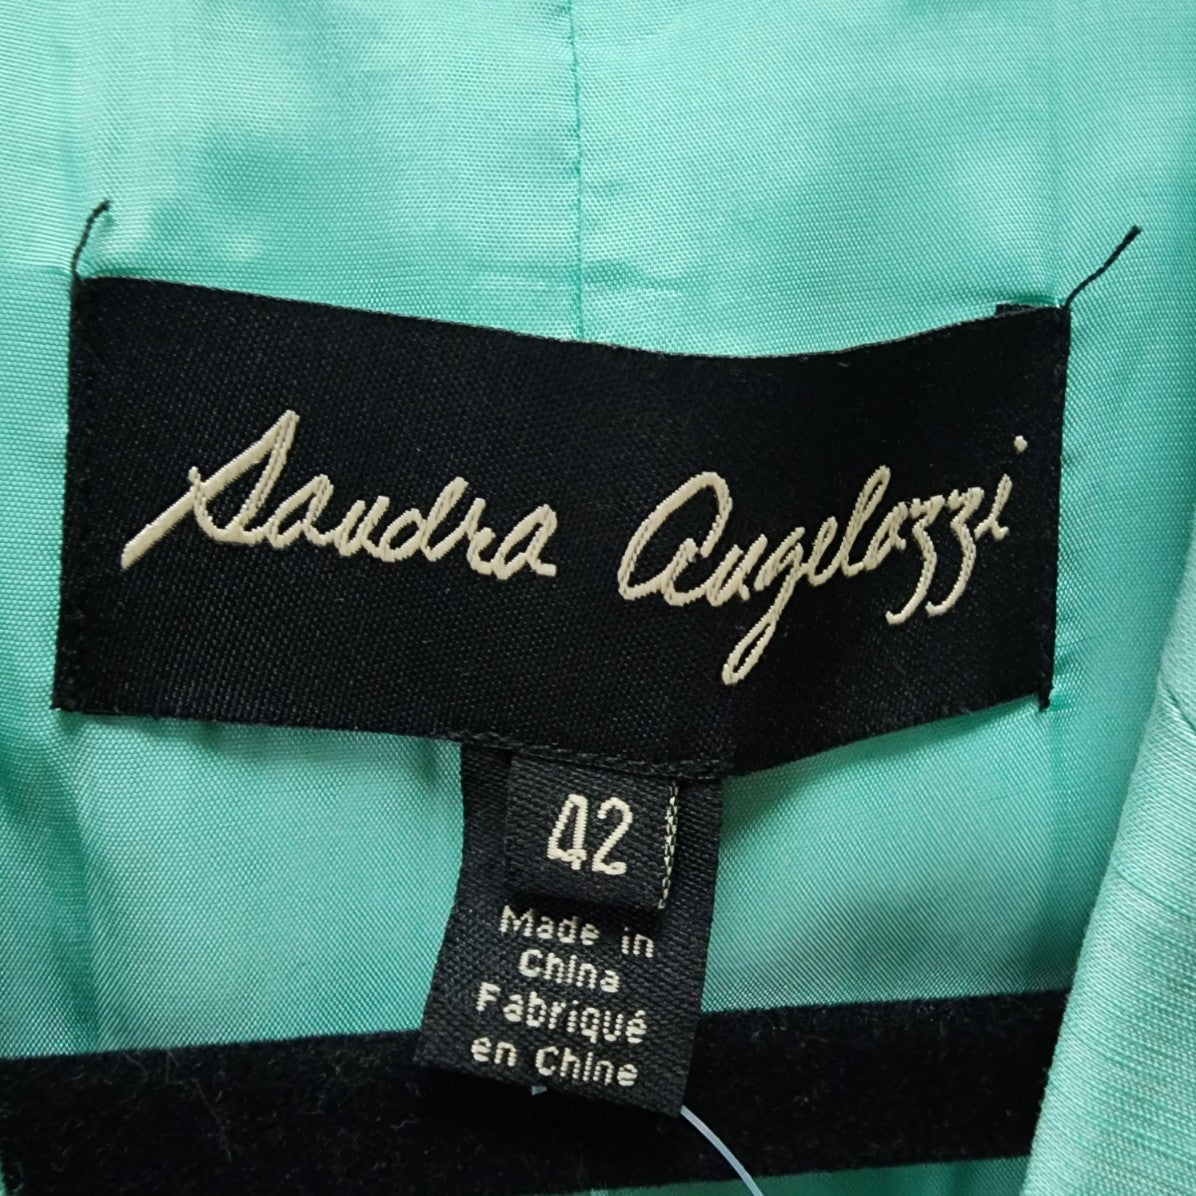 Sandra Angelozzi
42
Made in
China
Fabriqué
en Chine